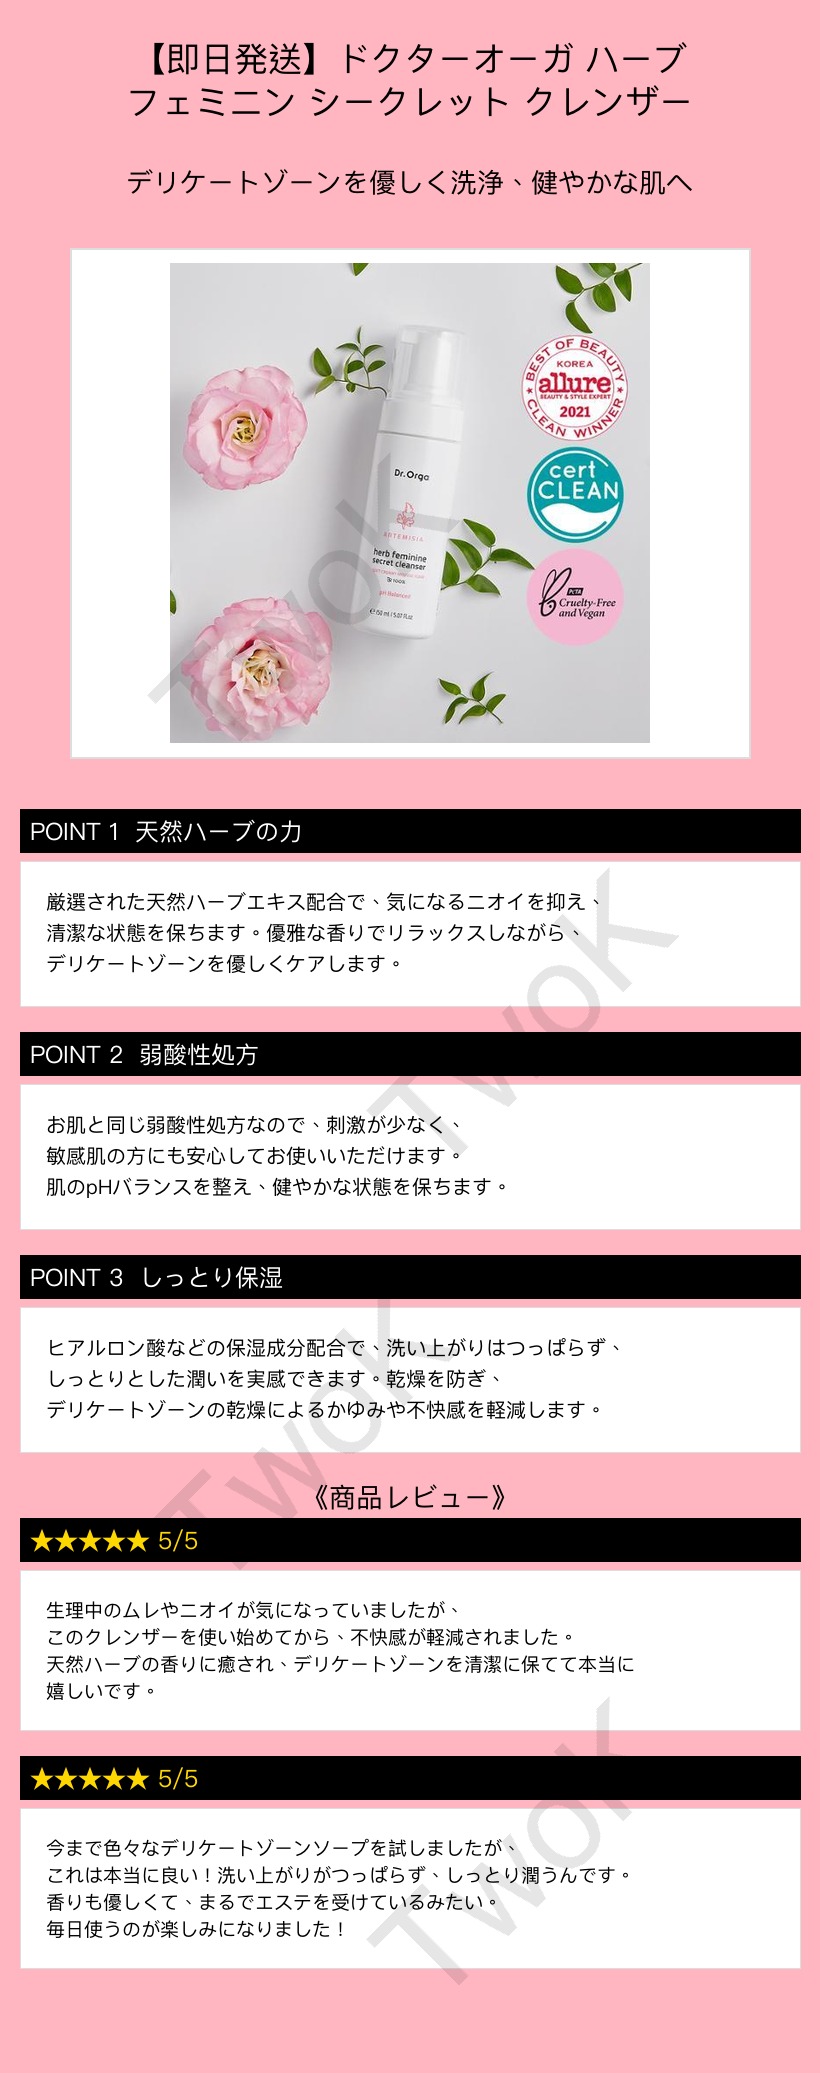 【即日発送】ドクターオーガ ハーブ
フェミニン シークレット クレンザー
デリケートゾーンを優しく洗浄、健やかな肌へ
BEST OF BEAUTY
KOREA
allure
BEAUTY & STYLE EXPERT
2021
CLEAN WINNER
cert
CLEAN
PETA
Cruelty-Free
and Vegan
Dr.Orga
ARTEMISIA
herb feminine
secret cleanser
pH Balanced
150 ml / 5.07 fl.oz
TwoK
POINT 1 天然ハーブの力
厳選された天然ハーブエキス配合で、気になるニオイを抑え、
清潔な状態を保ちます。優雅な香りでリラックスしながら、
デリケートゾーンを優しくケアします。
TwoK
POINT 2 弱酸性処方
お肌と同じ弱酸性処方なので、刺激が少なく、
敏感肌の方にも安心してお使いいただけます。
肌のpHバランスを整え、健やかな状態を保ちます。
POINT 3 しっとり保湿
ヒアルロン酸などの保湿成分配合で、洗い上がりはつっぱらず、
しっとりとした潤いを実感できます。乾燥を防ぎ、
デリケートゾーンの乾燥によるかゆみや不快感を軽減します。
TwoK
《商品レビュー》
★★★★★ 5/5
生理中のムレやニオイが気になっていましたが、
このクレンザーを使い始めてから、不快感が軽減されました。
天然ハーブの香りに癒され、デリケートゾーンを清潔に保てて本当に
嬉しいです。
★★★★★ 5/5
今まで色々なデリケートゾーンソープを試しましたが、
これは本当に良い！洗い上がりがつっぱらず、しっとり潤うんです。
香りも優しくて、まるでエステを受けているみたい。
毎日使うのが楽しみになりました！
TwoK